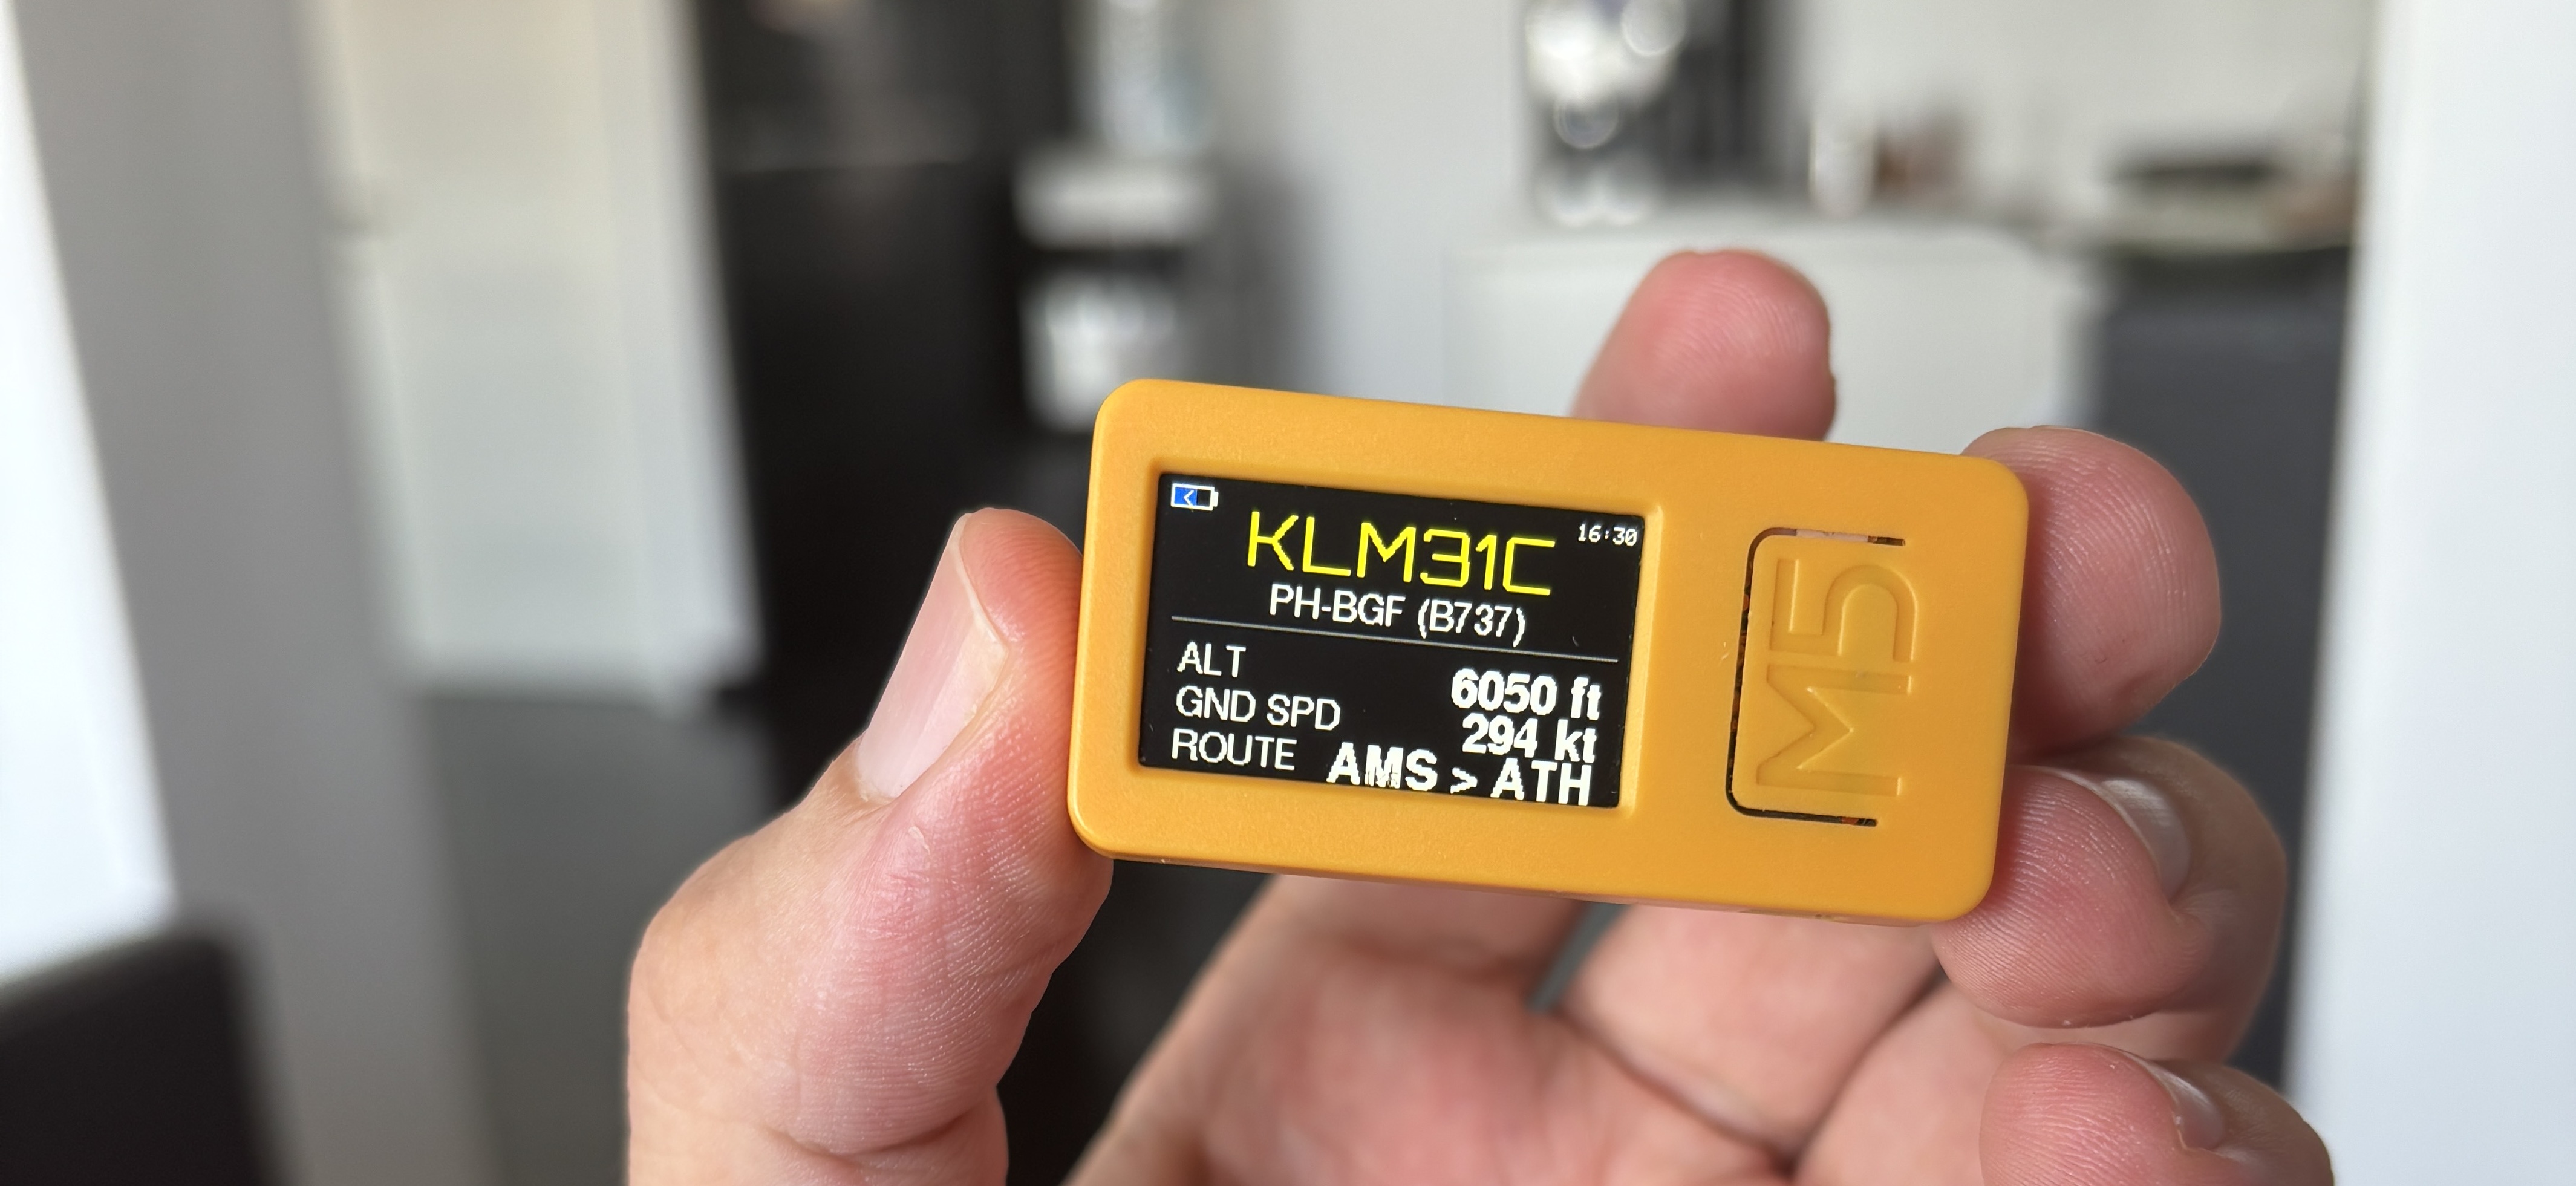 16:30
KLM31C
PH-BGF (B737)
ALT 6050 ft
GND SPD 294 kt
ROUTE AMS > ATH
M5